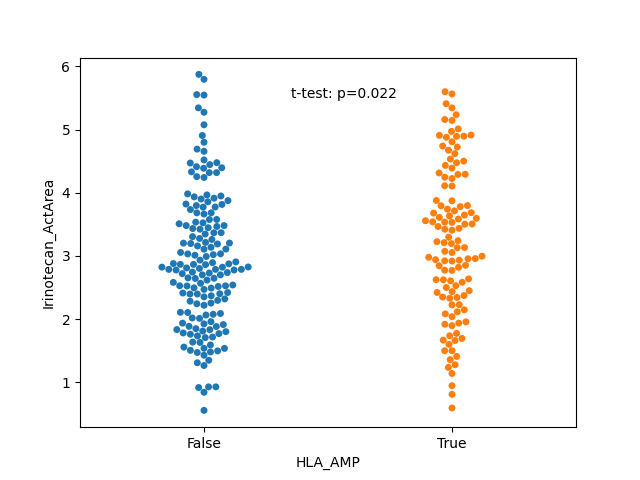 6
t-test: p=0.022
5
4
3
2
1
Irinotecan_ActArea
False
True
HLA_AMP